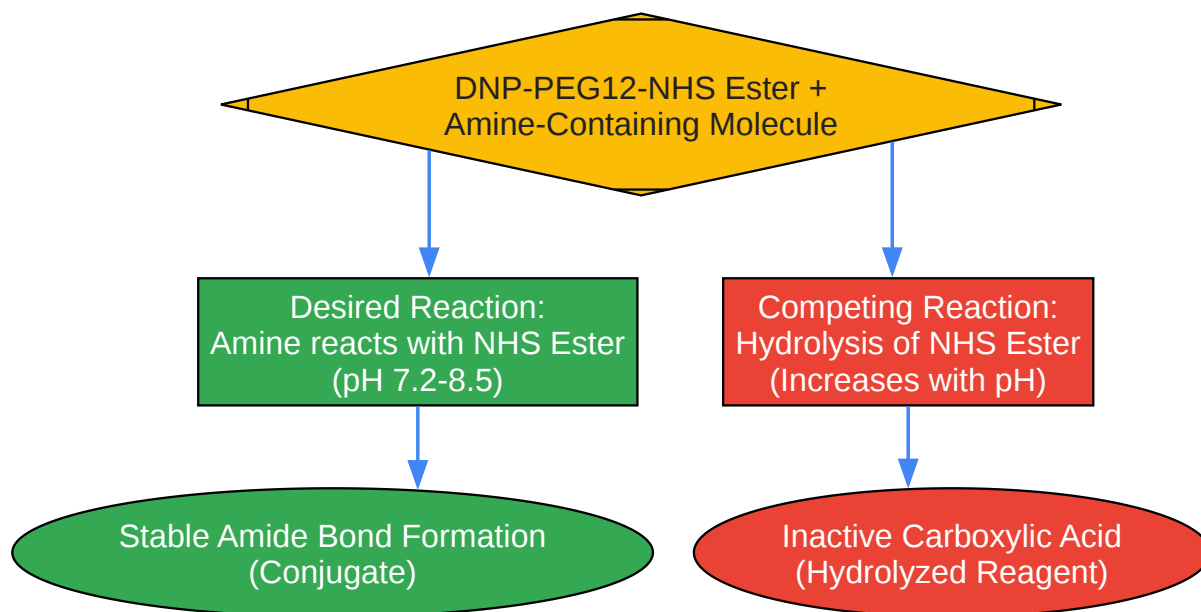 DNP-PEG12-NHS Ester +
Amine-Containing Molecule
Desired Reaction:
Amine reacts with NHS Ester
(pH 7.2-8.5)
Competing Reaction:
Hydrolysis of NHS Ester
(Increases with pH)
Stable Amide Bond Formation
(Conjugate)
Inactive Carboxylic Acid
(Hydrolyzed Reagent)